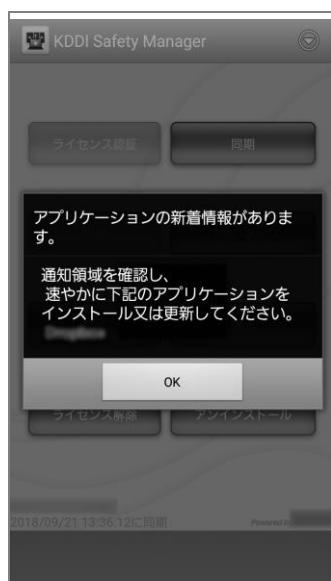 KDDI Safety Manager
ライセンス認証
同期
アプリケーションの新着情報がありま
す。
通知領域を確認し、
速やかに下記のアプリケーションを
インストール又は更新してください。
Dropbox
OK
ライセンス解除
アンインストール
2018/09/21 13:36:12に同期
Powered by